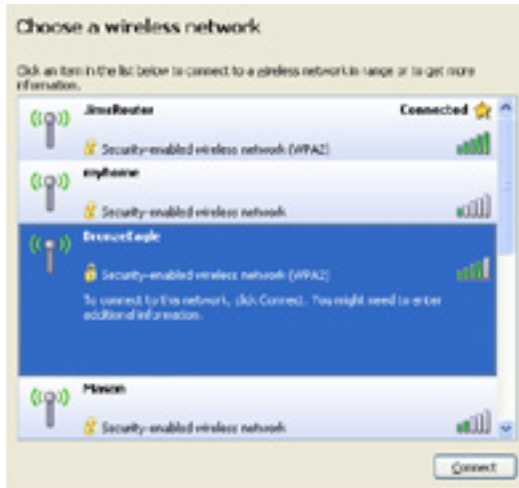 Choose a wireless network
Click an item in the list below to connect to a wireless network in range or to get more
information.
JimsRouter
Connected
Security-enabled wireless network (WPA2)
myhome
Security-enabled wireless network
BronzeEagle
Security-enabled wireless network (WPA2)
To connect to this network, click Connect. You might need to enter
additional information.
Mason
Security-enabled wireless network
Connect